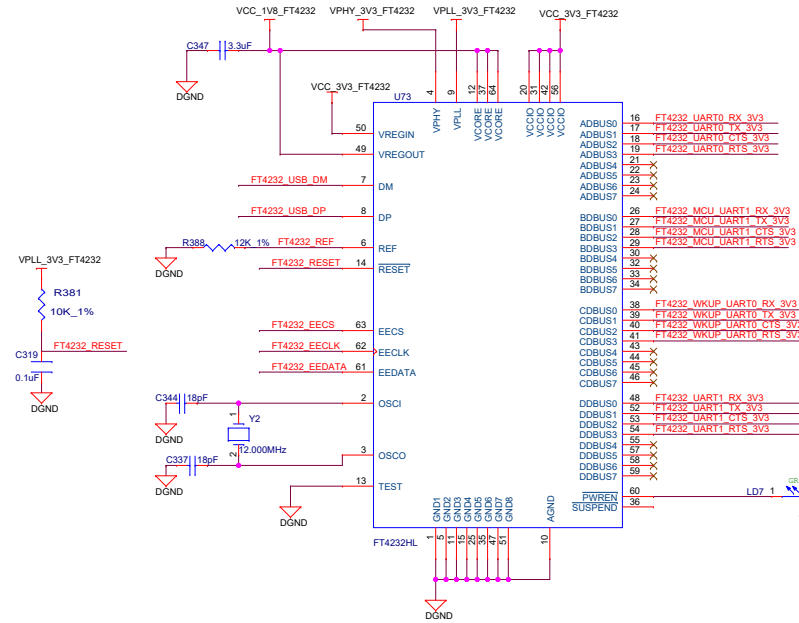 VCC_1V8_FT4232
VPHY_3V3_FT4232
VPLL_3V3_FT4232
VCC_3V3_FT4232
C347
3.3uF
DGND
VCC_3V3_FT4232
U73
4
9
12
37
64
20
31
42
56
VPHY
VPLL
VCORE
VCORE
VCORE
VCCIO
VCCIO
VCCIO
VCCIO
50
VREGIN
49
VREGOUT
FT4232_USB_DM
7
DM
FT4232_USB_DP
8
DP
R388
12K_1%
FT4232_REF
6
REF
DGND
FT4232_RESET
14
RESET
VPLL_3V3_FT4232
R381
10K_1%
FT4232_RESET
C319
0.1uF
DGND
FT4232_EECS
63
EECS
FT4232_EECLK
62
EECLK
FT4232_EEDATA
61
EEDATA
C344
18pF
2
OSCI
DGND
1
Y2
12.000MHz
2
C337
18pF
3
OSCO
DGND
13
TEST
DGND
ADBUS0
16
FT4232_UART0_RX_3V3
ADBUS1
17
FT4232_UART0_TX_3V3
ADBUS2
18
FT4232_UART0_CTS_3V3
ADBUS3
19
FT4232_UART0_RTS_3V3
ADBUS4
21
ADBUS5
22
ADBUS6
23
ADBUS7
24
BDBUS0
26
FT4232_MCU_UART1_RX_3V3
BDBUS1
27
FT4232_MCU_UART1_TX_3V3
BDBUS2
28
FT4232_MCU_UART1_CTS_3V3
BDBUS3
29
FT4232_MCU_UART1_RTS_3V3
BDBUS4
30
BDBUS5
32
BDBUS6
33
BDBUS7
34
CDBUS0
38
FT4232_WKUP_UART0_RX_3V3
CDBUS1
39
FT4232_WKUP_UART0_TX_3V3
CDBUS2
40
FT4232_WKUP_UART0_CTS_3V3
CDBUS3
41
FT4232_WKUP_UART0_RTS_3V3
CDBUS4
43
CDBUS5
44
CDBUS6
45
CDBUS7
46
DDBUS0
48
FT4232_UART1_RX_3V3
DDBUS1
52
FT4232_UART1_TX_3V3
DDBUS2
53
FT4232_UART1_CTS_3V3
DDBUS3
54
FT4232_UART1_RTS_3V3
DDBUS4
55
DDBUS5
57
DDBUS6
58
DDBUS7
59
PWREN
60
LD7
1
GR
SUSPEND
36
GND1
GND2
GND3
GND4
GND5
GND6
GND7
GND8
AGND
FT4232HL
1
5
11
15
25
35
47
51
10
DGND